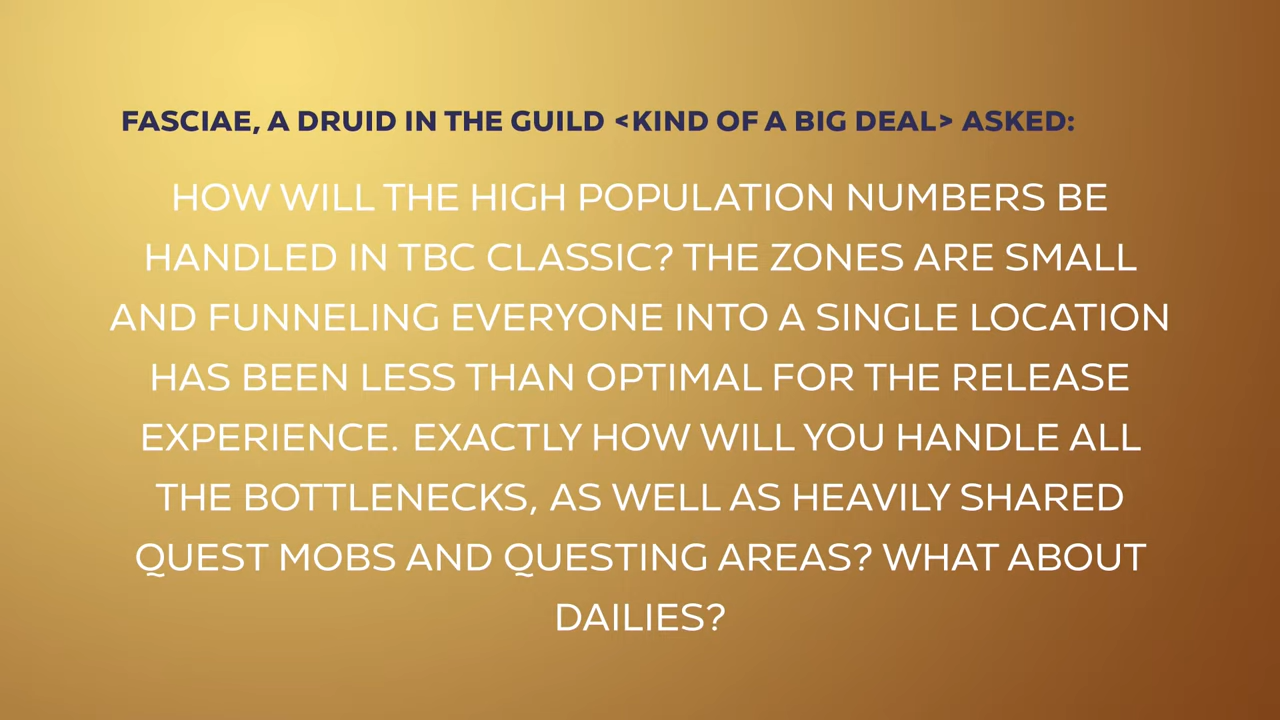 FASCIAE, A DRUID IN THE GUILD <KIND OF A BIG DEAL> ASKED:
HOW WILL THE HIGH POPULATION NUMBERS BE
HANDLED IN TBC CLASSIC? THE ZONES ARE SMALL
AND FUNNELING EVERYONE INTO A SINGLE LOCATION
HAS BEEN LESS THAN OPTIMAL FOR THE RELEASE
EXPERIENCE. EXACTLY HOW WILL YOU HANDLE ALL
THE BOTTLENECKS, AS WELL AS HEAVILY SHARED
QUEST MOBS AND QUESTING AREAS? WHAT ABOUT
DAILIES?